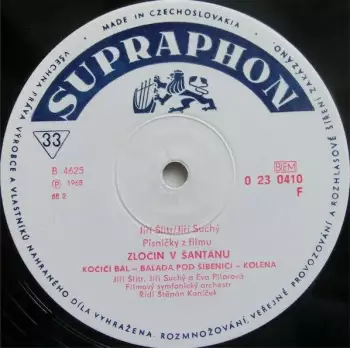 MADE IN CZECHOSLOVAKIA
SUPRAPHON
VŠECHNA PRÁVA VÝROBCE A VLASTNÍKŮ NAHRANÉHO DÍLA VYHRAŽENA. ROZMNOŽOVÁNÍ, VEŘEJNÉ PROVOZOVÁNÍ A ROZHLASOVÉ ŠÍŘENÍ ZAKÁZÁNO
33
B 4625
Ⓟ 1968
68 2
BIEM
0 23 0410
F
Jiří Šlitr/Jiří Suchý
Písničky z filmu
ZLOČIN V ŠANTÁNU
KOČIČÍ BÁL – BALADA POD ŠIBENICÍ – KOLENA
Jiří Šlitr, Jiří Suchý a Eva Pilarová
Filmový symfonický orchestr
Řídí Štěpán Koníček